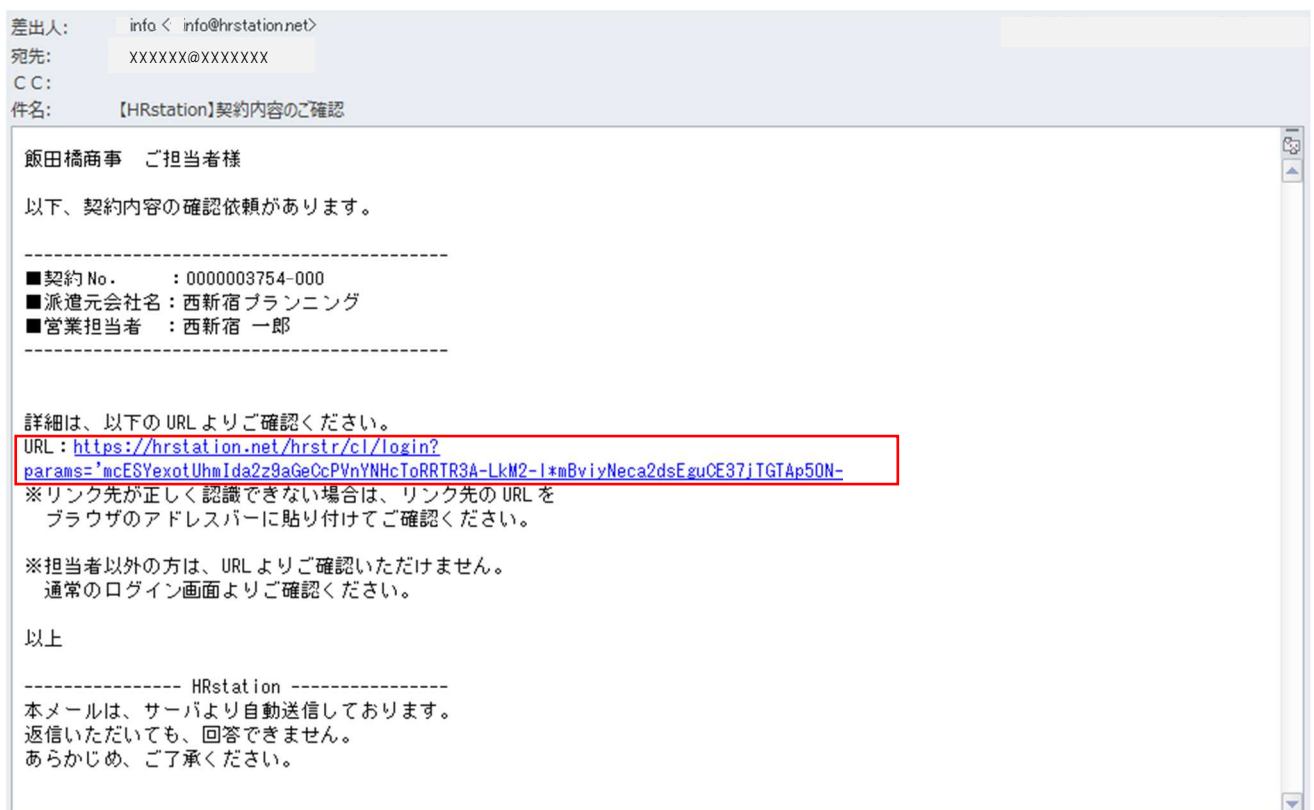 差出人: info < info@hrstation.net>
宛先: XXXXXX@XXXXXXX
CC:
件名: 【HRstation】契約内容のご確認
飯田橋商事 ご担当者様
以下、契約内容の確認依頼があります。
-------------------------------------------
■契約No. :0000003754-000
■派遣元会社名:西新宿プランニング
■営業担当者 :西新宿 一郎
-------------------------------------------
詳細は、以下のURLよりご確認ください。
URL:https://hrstation.net/hrstr/cl/login?
params='mcESYexotUhmIda2z9aGeCcPVnYNHcToRRTR3A-LkM2-l*mBviyNeca2dsEguCE37jTGTAp5ON-
※リンク先が正しく認識できない場合は、リンク先のURLを
ブラウザのアドレスバーに貼り付けてご確認ください。
※担当者以外の方は、URLよりご確認いただけません。
通常のログイン画面よりご確認ください。
以上
---------------- HRstation ----------------
本メールは、サーバより自動送信しております。
返信いただいても、回答できません。
あらかじめ、ご了承ください。